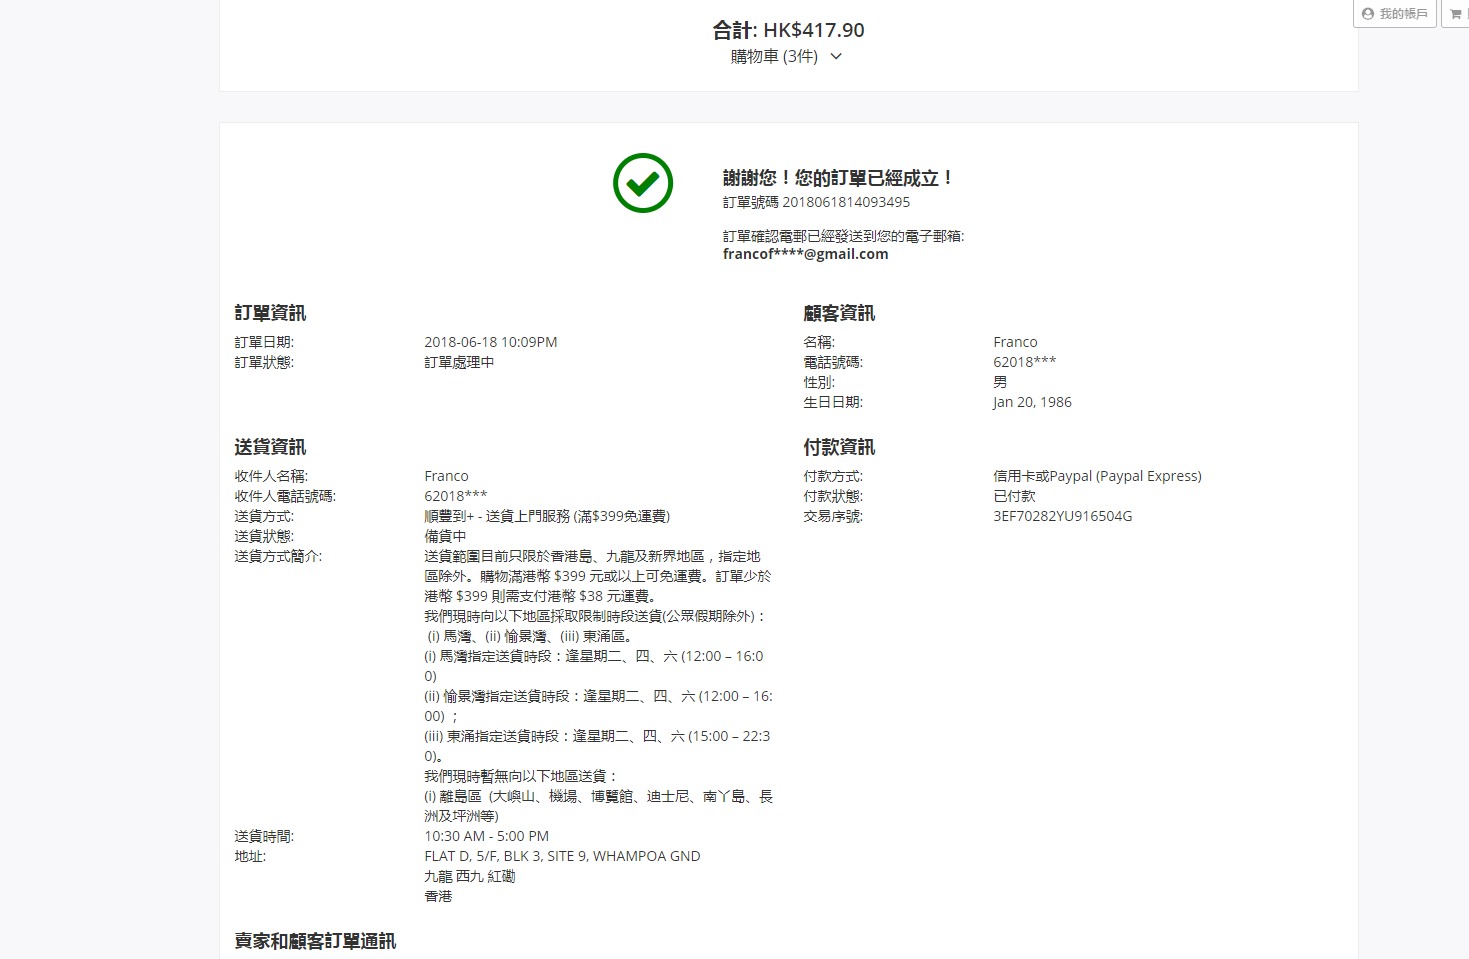 我的帳戶
合計: HK$417.90
購物車 (3件)
謝謝您！您的訂單已經成立！
訂單號碼 2018061814093495
訂單確認電郵已經發送到您的電子郵箱:
francof****@gmail.com
訂單資訊
訂單日期: 2018-06-18 10:09PM
訂單狀態: 訂單處理中
顧客資訊
名稱: Franco
電話號碼: 62018***
性別: 男
生日日期: Jan 20, 1986
送貨資訊
收件人名稱: Franco
收件人電話號碼: 62018***
送貨方式: 順豐到+ - 送貨上門服務 (滿$399免運費)
送貨狀態: 備貨中
送貨方式簡介: 送貨範圍目前只限於香港島、九龍及新界地區，指定地
區除外。購物滿港幣 $399 元或以上可免運費。訂單少於
港幣 $399 則需支付港幣 $38 元運費。
我們現時向以下地區採取限制時段送貨(公眾假期除外)：
(i) 馬灣、(ii) 愉景灣、(iii) 東涌區。
(i) 馬灣指定送貨時段：逢星期二、四、六 (12:00 – 16:0
0)
(ii) 愉景灣指定送貨時段：逢星期二、四、六 (12:00 – 16:
00) ；
(iii) 東涌指定送貨時段：逢星期二、四、六 (15:00 – 22:3
0)。
我們現時暫無向以下地區送貨：
(i) 離島區 (大嶼山、機場、博覽館、迪士尼、南丫島、長
洲及坪洲等)
送貨時間: 10:30 AM - 5:00 PM
地址: FLAT D, 5/F, BLK 3, SITE 9, WHAMPOA GND
九龍 西九 紅磡
香港
付款資訊
付款方式: 信用卡或Paypal (Paypal Express)
付款狀態: 已付款
交易序號: 3EF70282YU916504G
賣家和顧客訂單通訊